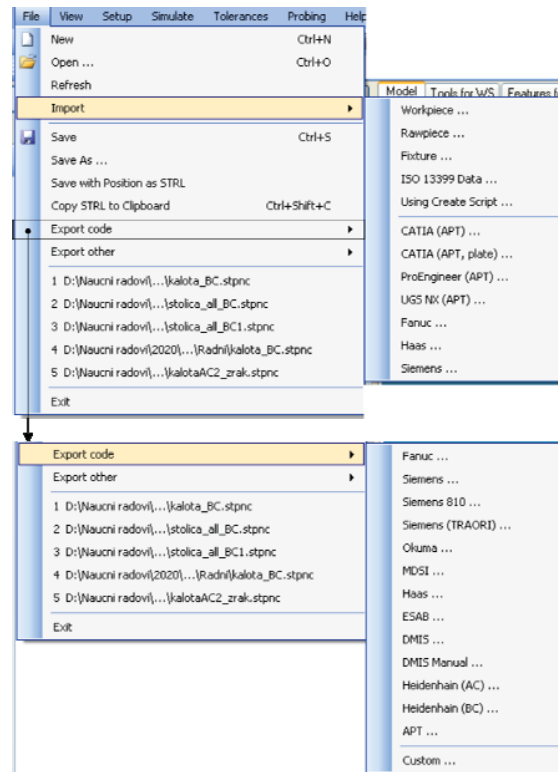 File View Setup Simulate Tolerances Probing Help
New Ctrl+N
Open ... Ctrl+O
Refresh
Import
Save Ctrl+S
Save As ...
Save with Position as STRL
Copy STRL to Clipboard Ctrl+Shift+C
Export code
Export other
1 D:\Naucni radovi\...\kalota_BC.stpnc
2 D:\Naucni radovi\...\stolica_all_BC.stpnc
3 D:\Naucni radovi\...\stolica_all_BC1.stpnc
4 D:\Naucni radovi\2020\...\Radni\kalota_BC.stpnc
5 D:\Naucni radovi\...\kalotaAC2_zrak.stpnc
Exit
Model Tools for WS Features
Workpiece ...
Rawpiece ...
Fixture ...
ISO 13399 Data ...
Using Create Script ...
CATIA (APT) ...
CATIA (APT, plate) ...
ProEngineer (APT) ...
UGS NX (APT) ...
Fanuc ...
Haas ...
Siemens ...
Export code
Export other
1 D:\Naucni radovi\...\kalota_BC.stpnc
2 D:\Naucni radovi\...\stolica_all_BC.stpnc
3 D:\Naucni radovi\...\stolica_all_BC1.stpnc
4 D:\Naucni radovi\2020\...\Radni\kalota_BC.stpnc
5 D:\Naucni radovi\...\kalotaAC2_zrak.stpnc
Exit
Fanuc ...
Siemens ...
Siemens 810 ...
Siemens (TRAORI) ...
Okuma ...
MDSI ...
Haas ...
ESAB ...
DMIS ...
DMIS Manual ...
Heidenhain (AC) ...
Heidenhain (BC) ...
APT ...
Custom ...